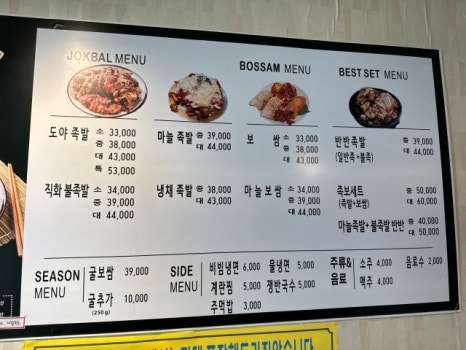 JOKBAL MENU
BOSSAM MENU
BEST SET MENU
도야 족발 소 33,000
중 38,000
대 43,000
특 53,000
마늘 족발 중 39,000
대 44,000
보 쌈 소 33,000
중 38,000
대 43,000
반반족발 중 39,000
(일반족+불족) 대 44,000
직화 불족발 소 34,000
중 39,000
대 44,000
냉채 족발 중 38,000
대 43,000
마늘 보쌈 소 34,000
중 39,000
대 44,000
족보세트 중 50,000
(족발+보쌈) 대 60,000
마늘족발+불족발 반반 중 40,000
대 50,000
SEASON MENU
굴보쌈 39,000
굴추가 10,000
(250g)
SIDE MENU
비빔냉면 6,000
물냉면 5,000
계란찜 5,000
쟁반국수 5,000
주먹밥 3,000
주류&
음료
소주 4,000
음료수 2,000
맥주 4,000